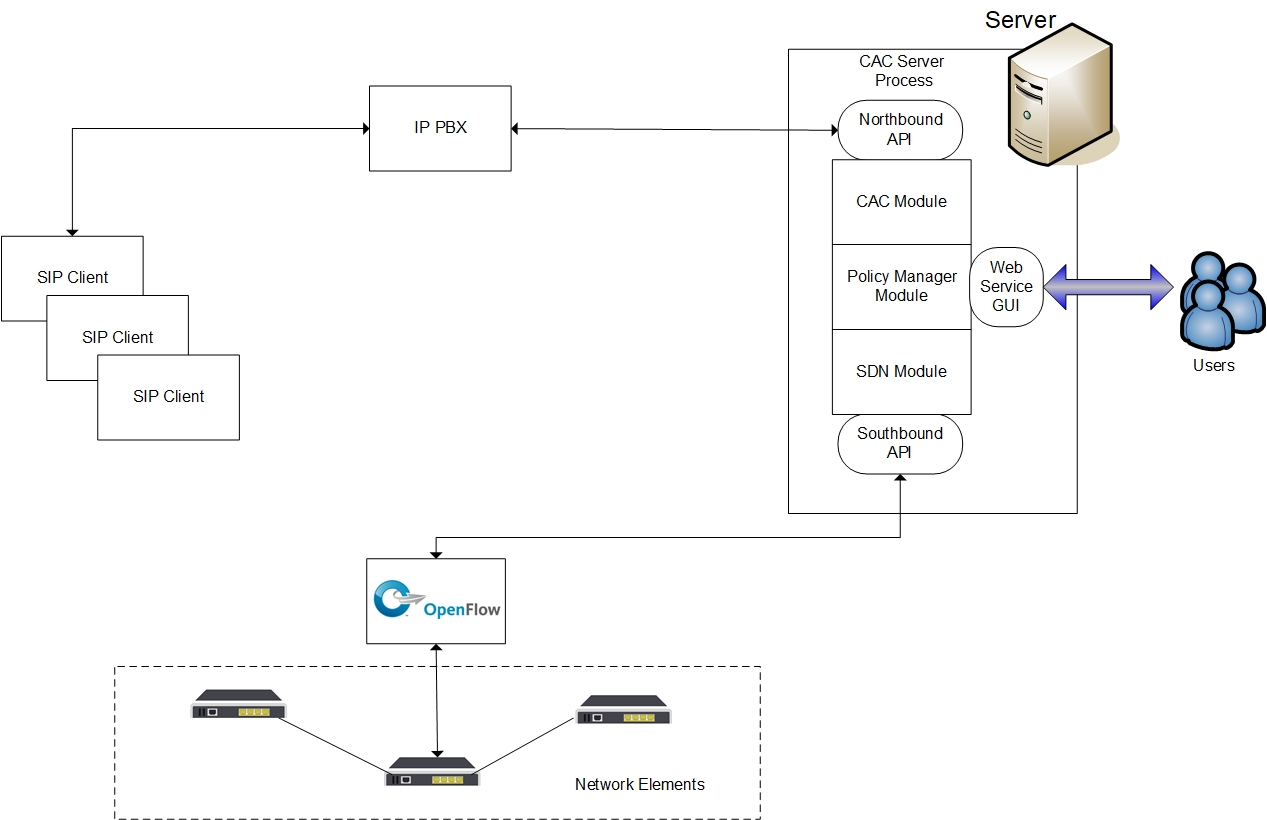 Server
CAC Server
Process
IP PBX
Northbound
API
CAC Module
SIP Client
SIP Client
SIP Client
Policy Manager
Module
Web
Service
GUI
Users
SDN Module
Southbound
API
OpenFlow
Network Elements